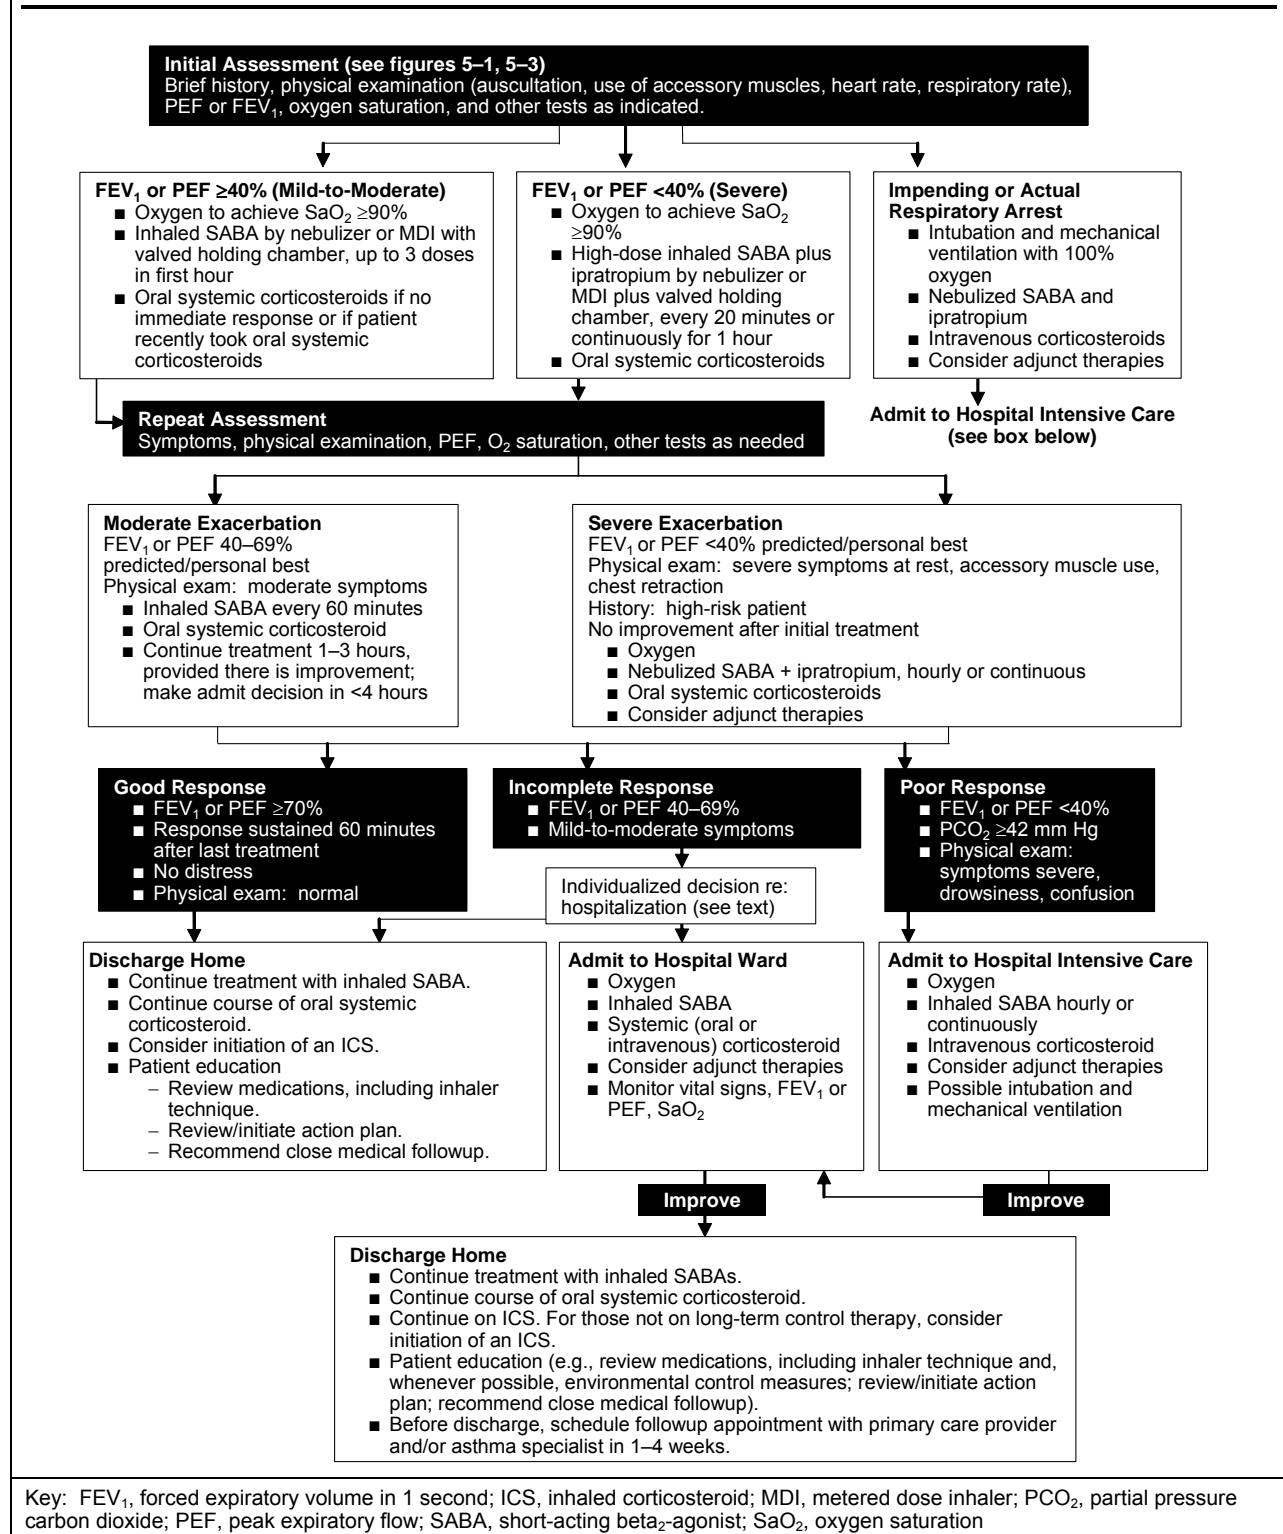 Initial Assessment (see figures 5–1, 5–3)
Brief history, physical examination (auscultation, use of accessory muscles, heart rate, respiratory rate),
PEF or FEV₁, oxygen saturation, and other tests as indicated.
FEV₁ or PEF ≥40% (Mild-to-Moderate)
■ Oxygen to achieve SaO₂ ≥90%
■ Inhaled SABA by nebulizer or MDI with
valved holding chamber, up to 3 doses
in first hour
■ Oral systemic corticosteroids if no
immediate response or if patient
recently took oral systemic
corticosteroids
FEV₁ or PEF <40% (Severe)
■ Oxygen to achieve SaO₂
≥90%
■ High-dose inhaled SABA plus
ipratropium by nebulizer or
MDI plus valved holding
chamber, every 20 minutes or
continuously for 1 hour
■ Oral systemic corticosteroids
Impending or Actual
Respiratory Arrest
■ Intubation and mechanical
ventilation with 100%
oxygen
■ Nebulized SABA and
ipratropium
■ Intravenous corticosteroids
■ Consider adjunct therapies
Admit to Hospital Intensive Care
(see box below)
Repeat Assessment
Symptoms, physical examination, PEF, O₂ saturation, other tests as needed
Moderate Exacerbation
FEV₁ or PEF 40–69%
predicted/personal best
Physical exam: moderate symptoms
■ Inhaled SABA every 60 minutes
■ Oral systemic corticosteroid
■ Continue treatment 1–3 hours,
provided there is improvement;
make admit decision in <4 hours
Severe Exacerbation
FEV₁ or PEF <40% predicted/personal best
Physical exam: severe symptoms at rest, accessory muscle use,
chest retraction
History: high-risk patient
No improvement after initial treatment
■ Oxygen
■ Nebulized SABA + ipratropium, hourly or continuous
■ Oral systemic corticosteroids
■ Consider adjunct therapies
Good Response
■ FEV₁ or PEF ≥70%
■ Response sustained 60 minutes
after last treatment
■ No distress
■ Physical exam: normal
Incomplete Response
■ FEV₁ or PEF 40–69%
■ Mild-to-moderate symptoms
Poor Response
■ FEV₁ or PEF <40%
■ PCO₂ ≥42 mm Hg
■ Physical exam:
symptoms severe,
drowsiness, confusion
Individualized decision re:
hospitalization (see text)
Discharge Home
■ Continue treatment with inhaled SABA.
■ Continue course of oral systemic
corticosteroid.
■ Consider initiation of an ICS.
■ Patient education
– Review medications, including inhaler
technique.
– Review/initiate action plan.
– Recommend close medical followup.
Admit to Hospital Ward
■ Oxygen
■ Inhaled SABA
■ Systemic (oral or
intravenous) corticosteroid
■ Consider adjunct therapies
■ Monitor vital signs, FEV₁ or
PEF, SaO₂
Admit to Hospital Intensive Care
■ Oxygen
■ Inhaled SABA hourly or
continuously
■ Intravenous corticosteroid
■ Consider adjunct therapies
■ Possible intubation and
mechanical ventilation
Improve
Improve
Discharge Home
■ Continue treatment with inhaled SABAs.
■ Continue course of oral systemic corticosteroid.
■ Continue on ICS. For those not on long-term control therapy, consider
initiation of an ICS.
■ Patient education (e.g., review medications, including inhaler technique and,
whenever possible, environmental control measures; review/initiate action
plan; recommend close medical followup).
■ Before discharge, schedule followup appointment with primary care provider
and/or asthma specialist in 1–4 weeks.
Key: FEV₁, forced expiratory volume in 1 second; ICS, inhaled corticosteroid; MDI, metered dose inhaler; PCO₂, partial pressure
carbon dioxide; PEF, peak expiratory flow; SABA, short-acting beta₂-agonist; SaO₂, oxygen saturation